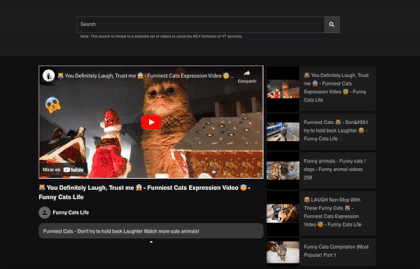 Search
Note: This search is limited to a selected set of videos to avoid the KEY limitation of YT services.
🐱 You Definitely Laugh, Trust me 😱 - Funniest Cats Expression Video 😇 ...
Compartir
Mirar en YouTube
🐱 You Definitely Laugh, Trust me 😱 - Funniest Cats Expression Video 😇 -
Funny Cats Life
Funny Cats Life
Funniest Cats - Don't try to hold back Laughter Watch more cute animals!
🐱 You Definitely Laugh,
Trust me 😱 - Funniest Cats
Expression Video 😇 - Funny
Cats Life
Funniest Cats 😹 - Don&#39;t
try to hold back Laughter 😂 -
Funny Cats Life
Funny animals - Funny cats /
dogs - Funny animal videos
258
😂 LAUGH Non-Stop With
These Funny Cats 😹 -
Funniest Cats Expression
Video 😇 - Funny Cats Life
Funny Cats Compilation (Most
Popular) Part 1